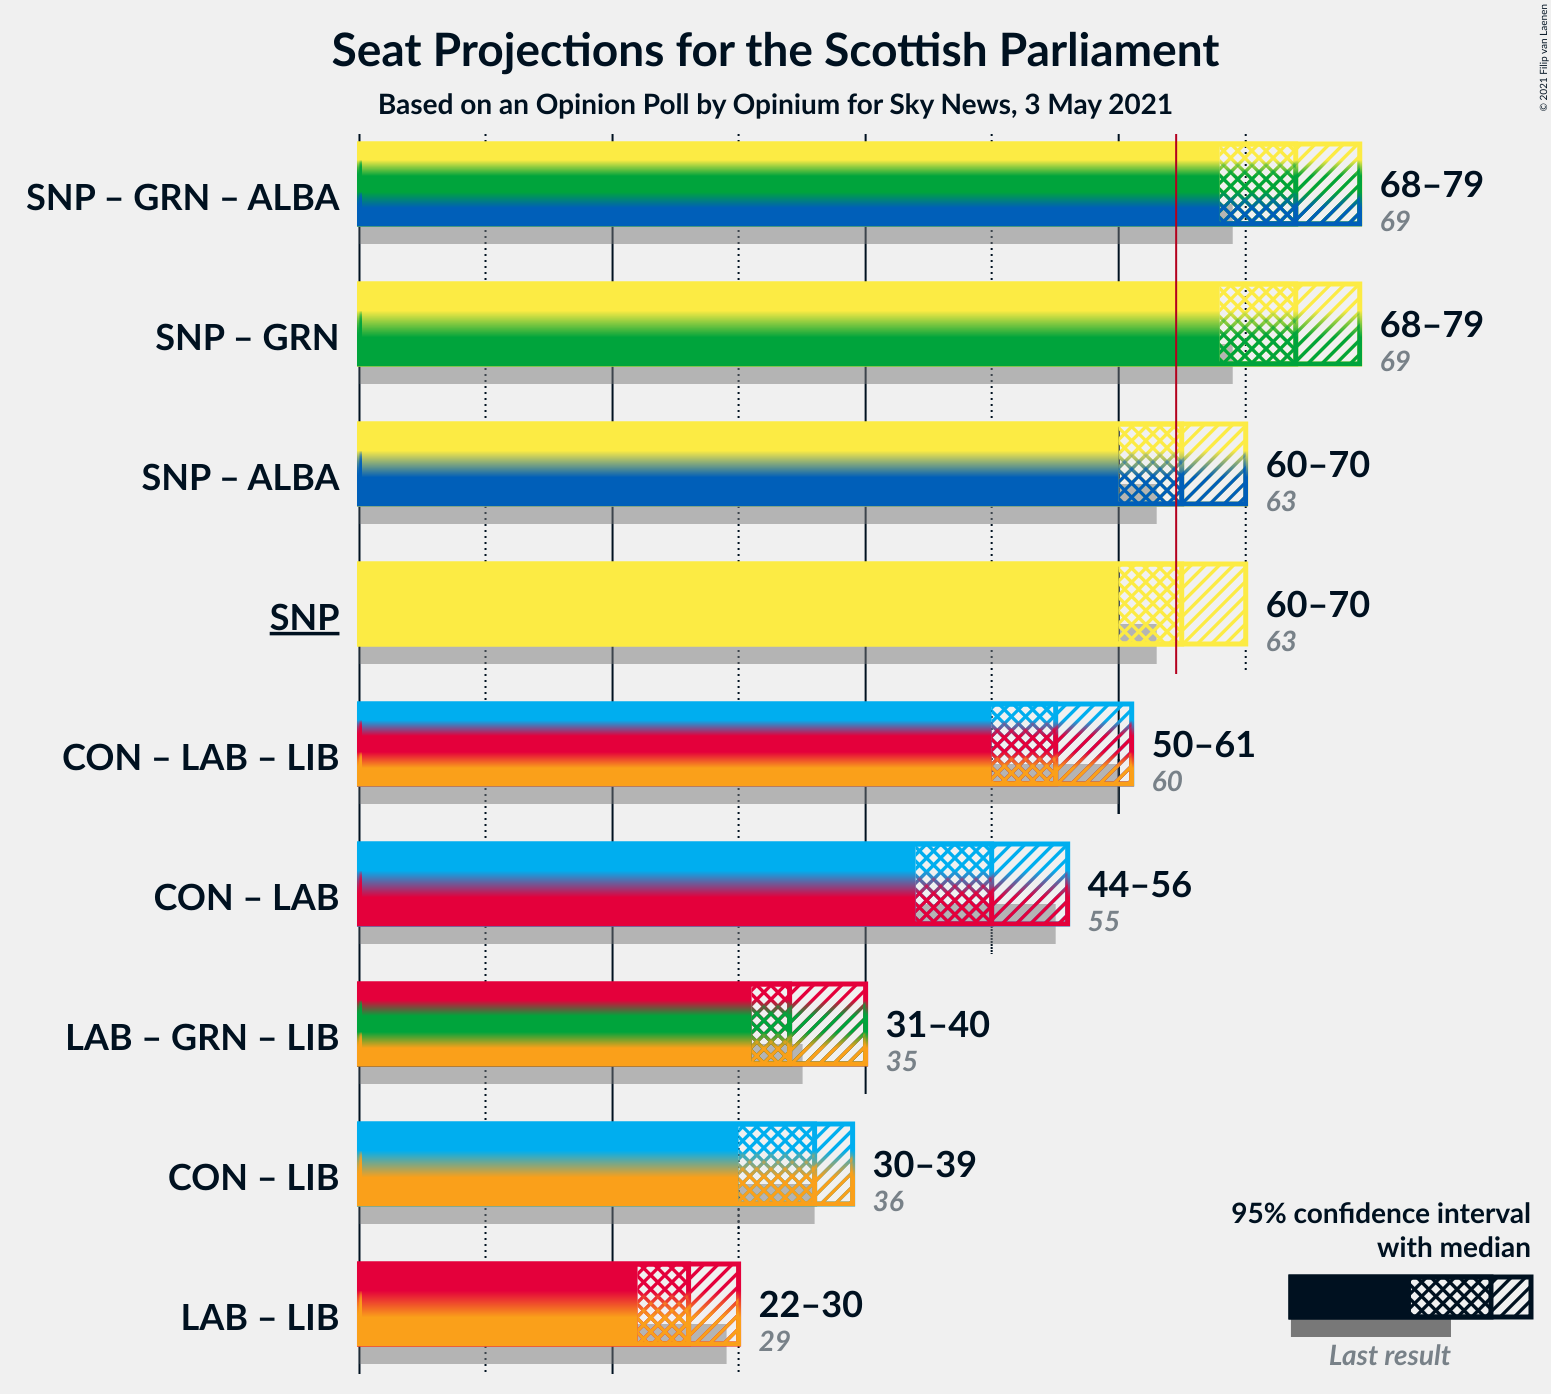 Seat Projections for the Scottish Parliament
Based on an Opinion Poll by Opinium for Sky News, 3 May 2021
© 2021 Filip van Laenen
SNP – GRN – ALBA
68–79
69
SNP – GRN
68–79
69
SNP – ALBA
60–70
63
SNP
60–70
63
CON – LAB – LIB
50–61
60
CON – LAB
44–56
55
LAB – GRN – LIB
31–40
35
CON – LIB
30–39
36
LAB – LIB
22–30
29
95% confidence interval
with median
Last result